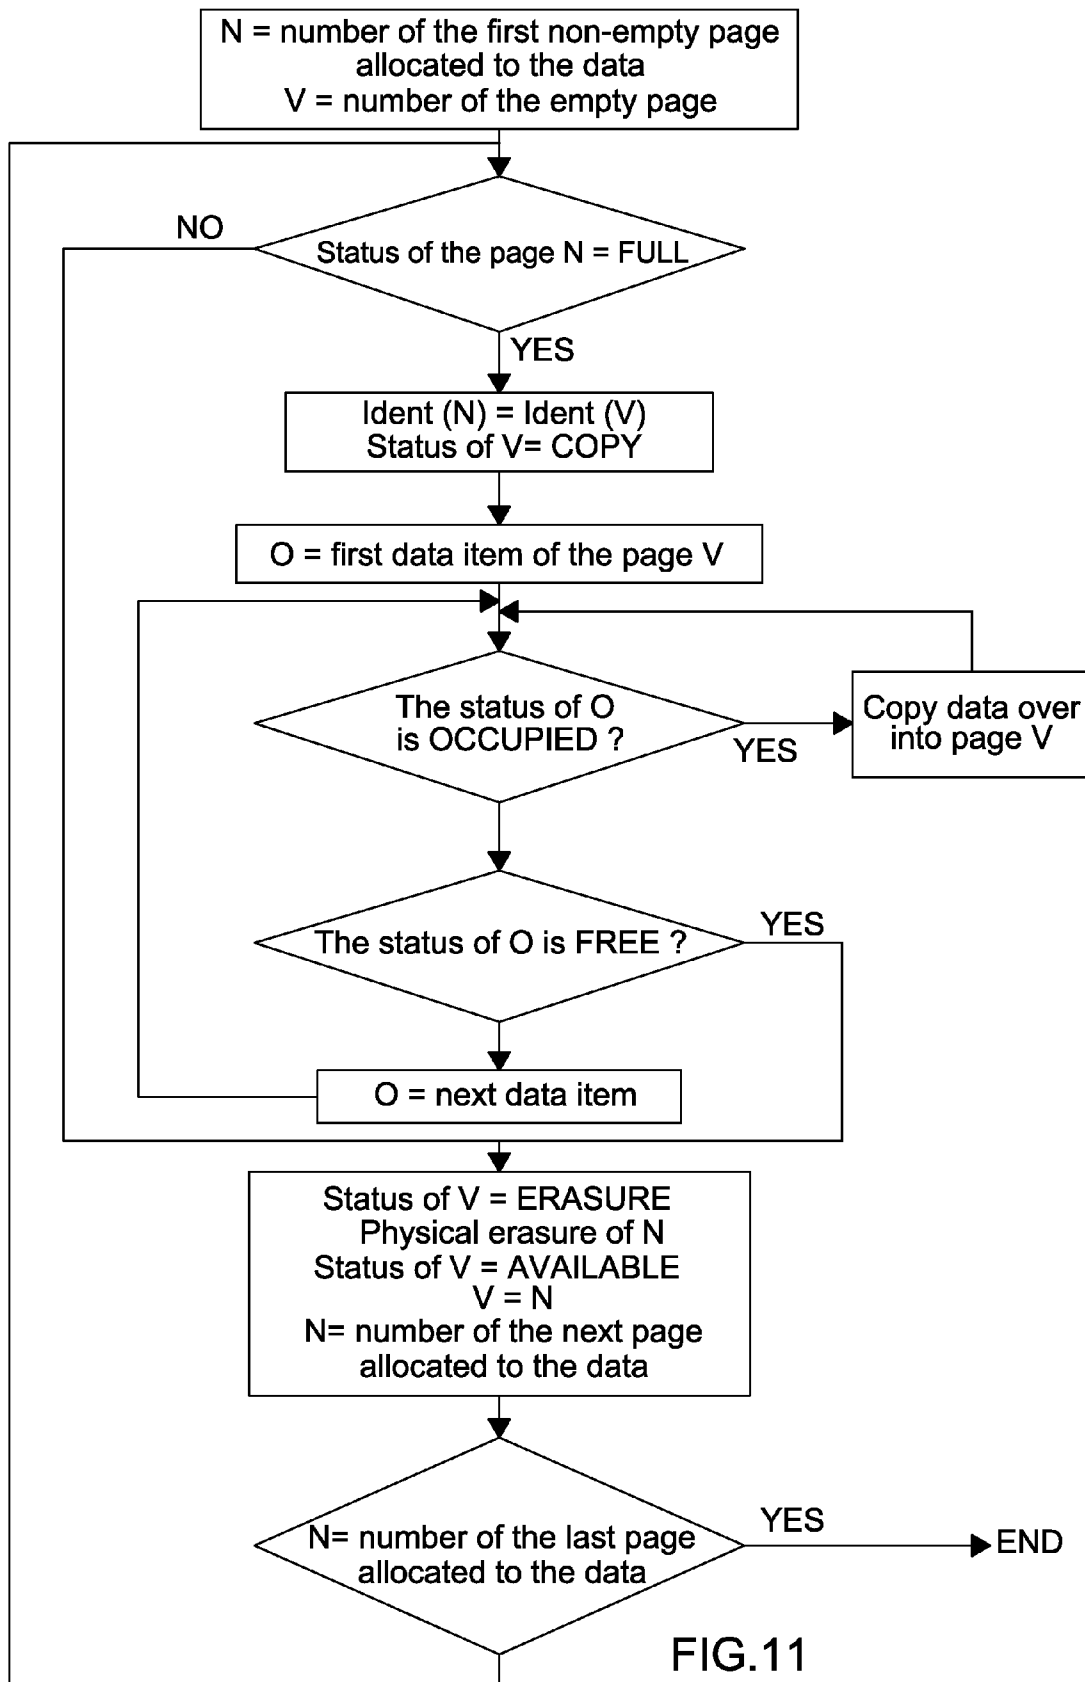 N = number of the first non-empty page
allocated to the data
V = number of the empty page
NO
Status of the page N = FULL
YES
Ident (N) = Ident (V)
Status of V= COPY
O = first data item of the page V
The status of O
is OCCUPIED ?
YES
Copy data over
into page V
The status of O is FREE ?
YES
O = next data item
Status of V = ERASURE
Physical erasure of N
Status of V = AVAILABLE
V = N
N= number of the next page
allocated to the data
N= number of the last page
allocated to the data
YES
END
FIG.11